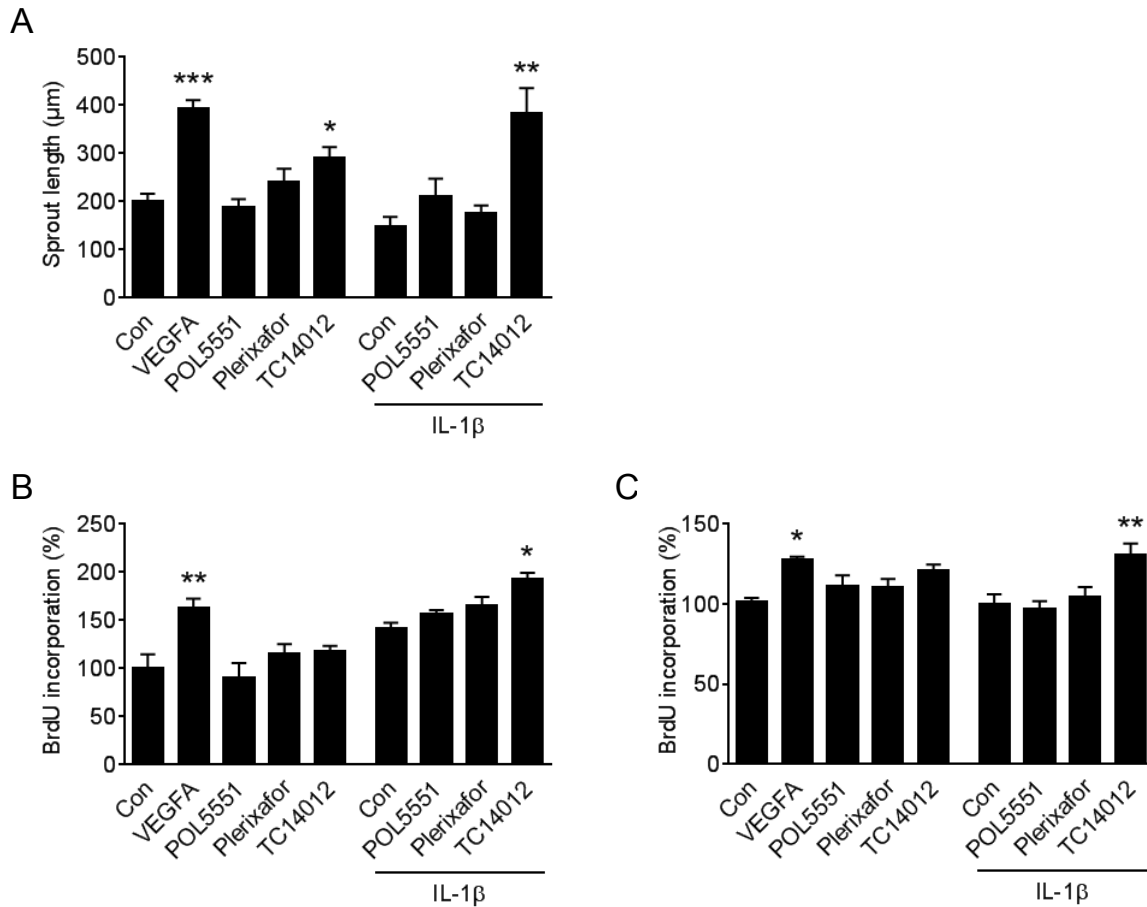 A
Sprout length (µm)
500
400
300
200
100
0
***
*
**
Con
VEGFA
POL5551
Plerixafor
TC14012
Con
POL5551
Plerixafor
TC14012
IL-1β
B
BrdU incorporation (%)
250
200
150
100
50
0
**
*
Con
VEGFA
POL5551
Plerixafor
TC14012
Con
POL5551
Plerixafor
TC14012
IL-1β
C
BrdU incorporation (%)
150
100
50
0
*
**
Con
VEGFA
POL5551
Plerixafor
TC14012
Con
POL5551
Plerixafor
TC14012
IL-1β